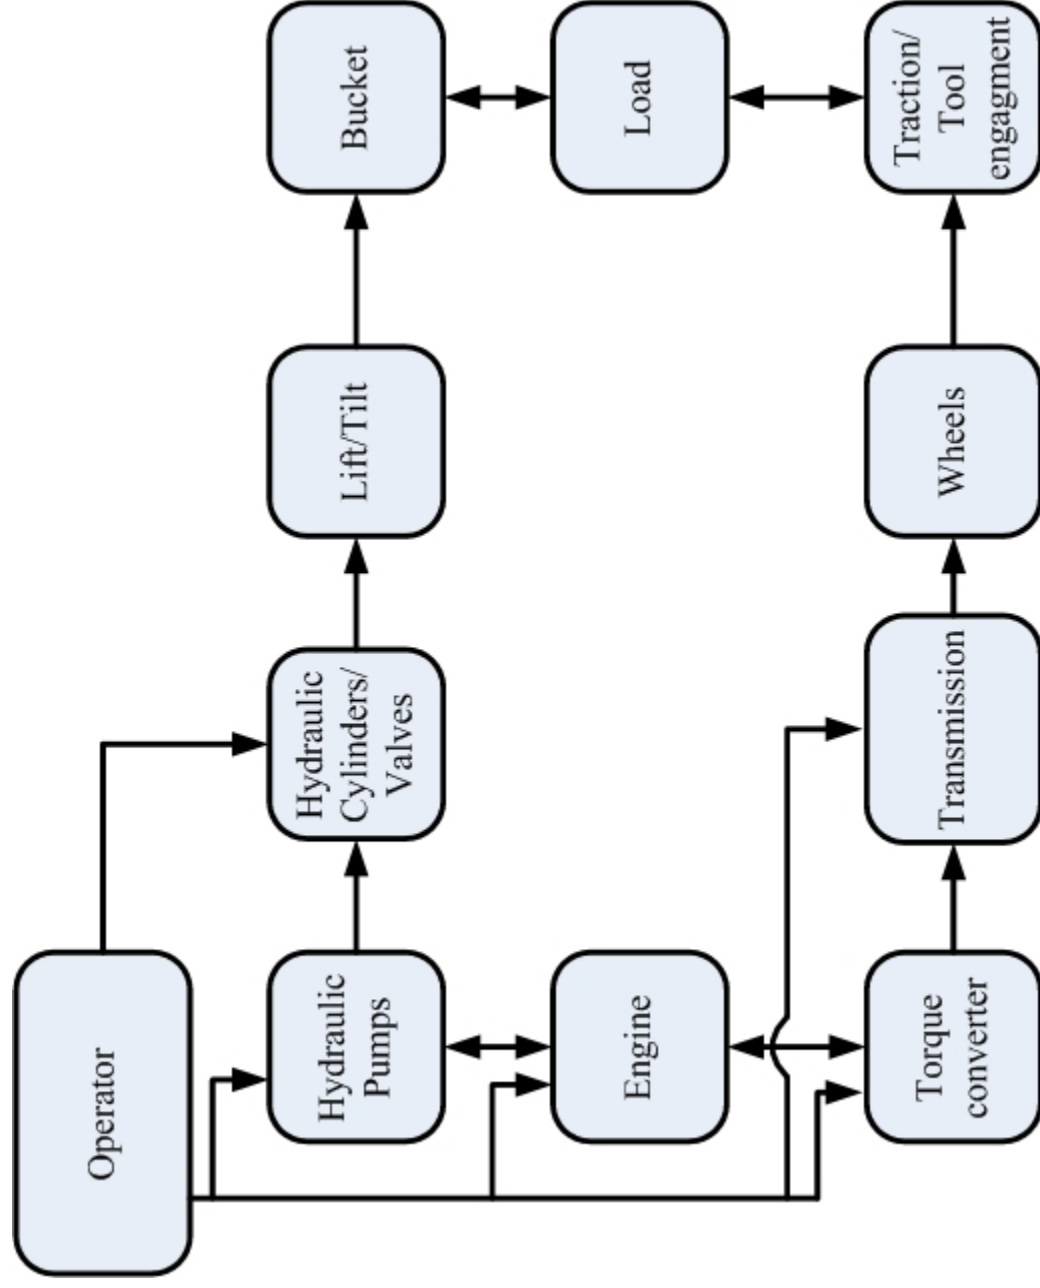 Operator
Hydraulic
Pumps
Hydraulic
Cylinders/
Valves
Lift/Tilt
Bucket
Engine
Load
Torque
converter
Transmission
Wheels
Traction/
Tool
engagment